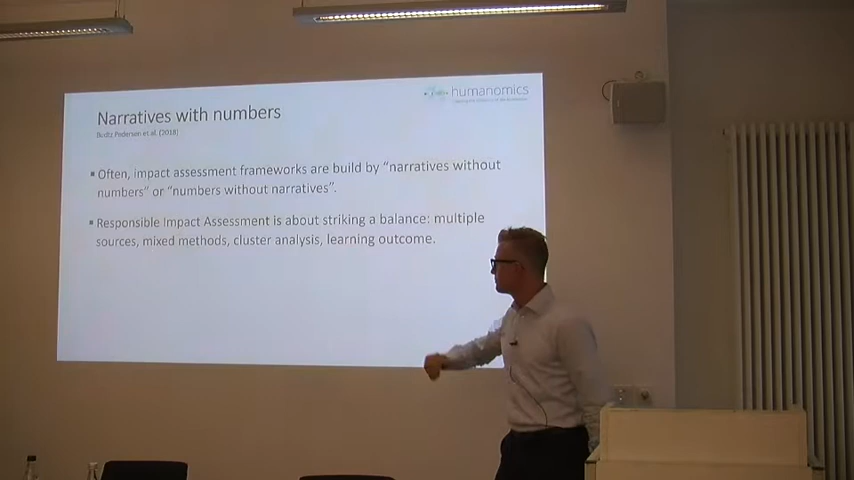 humanomics
Narratives with numbers
Budtz Pedersen et al. (2018)
▪ Often, impact assessment frameworks are build by "narratives without
numbers" or "numbers without narratives".
▪ Responsible Impact Assessment is about striking a balance: multiple
sources, mixed methods, cluster analysis, learning outcome.